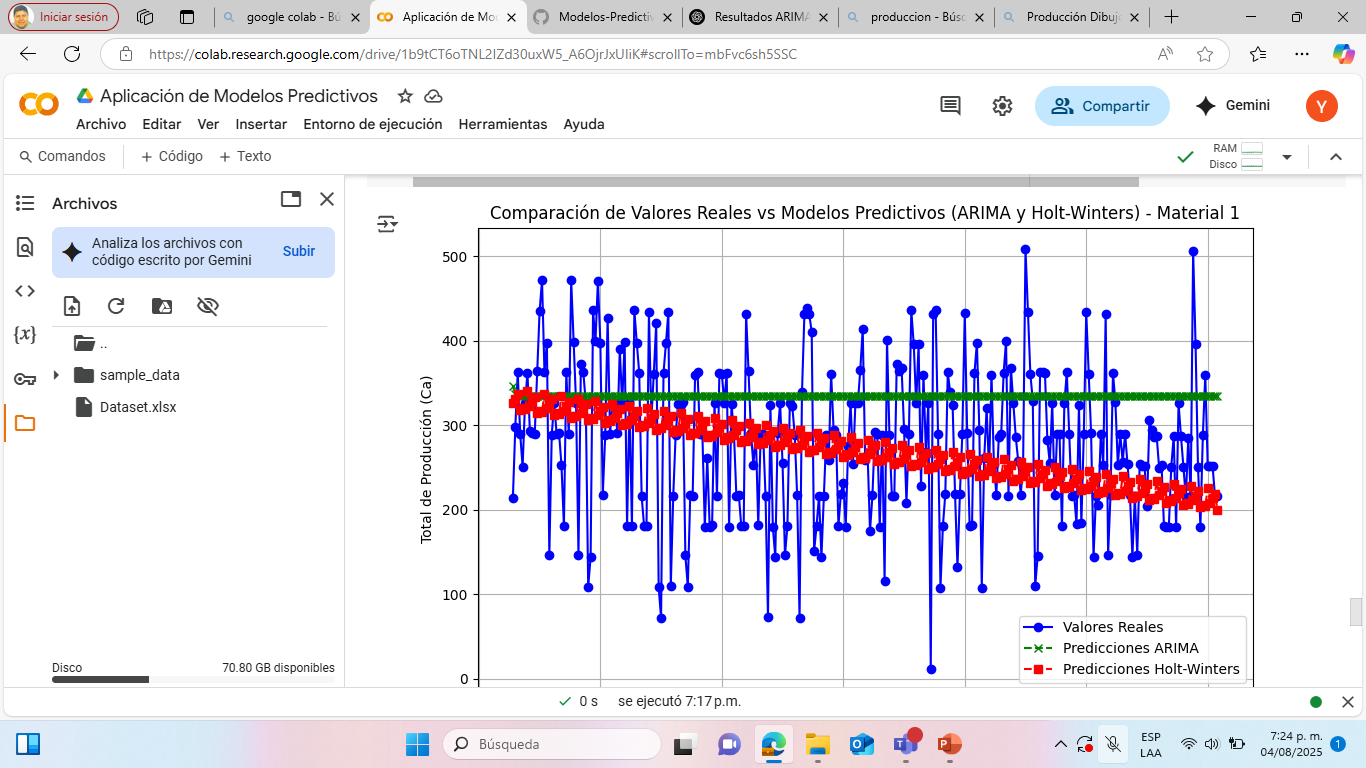 Iniciar sesión
google colab - Bú
Aplicación de Mo
Modelos-Predictiv
Resultados ARIMA
produccion - Búsc
Producción Dibujo
https://colab.research.google.com/drive/1b9tCT6oTNL2IZd30uxW5_A6OjrJxUIiK#scrollTo=mbFvc6sh5SSC
Aplicación de Modelos Predictivos
Archivo Editar Ver Insertar Entorno de ejecución Herramientas Ayuda
Compartir
Gemini
Y
Comandos
+ Código + Texto
RAM
Disco
Archivos
Analiza los archivos con
código escrito por Gemini
Subir
..
sample_data
Dataset.xlsx
Disco
70.80 GB disponibles
Comparación de Valores Reales vs Modelos Predictivos (ARIMA y Holt-Winters) - Material 1
Total de Producción (Ca)
500
400
300
200
100
0
Valores Reales
Predicciones ARIMA
Predicciones Holt-Winters
0 s se ejecutó 7:17 p.m.
Búsqueda
ESP
LAA
7:24 p. m.
04/08/2025
1